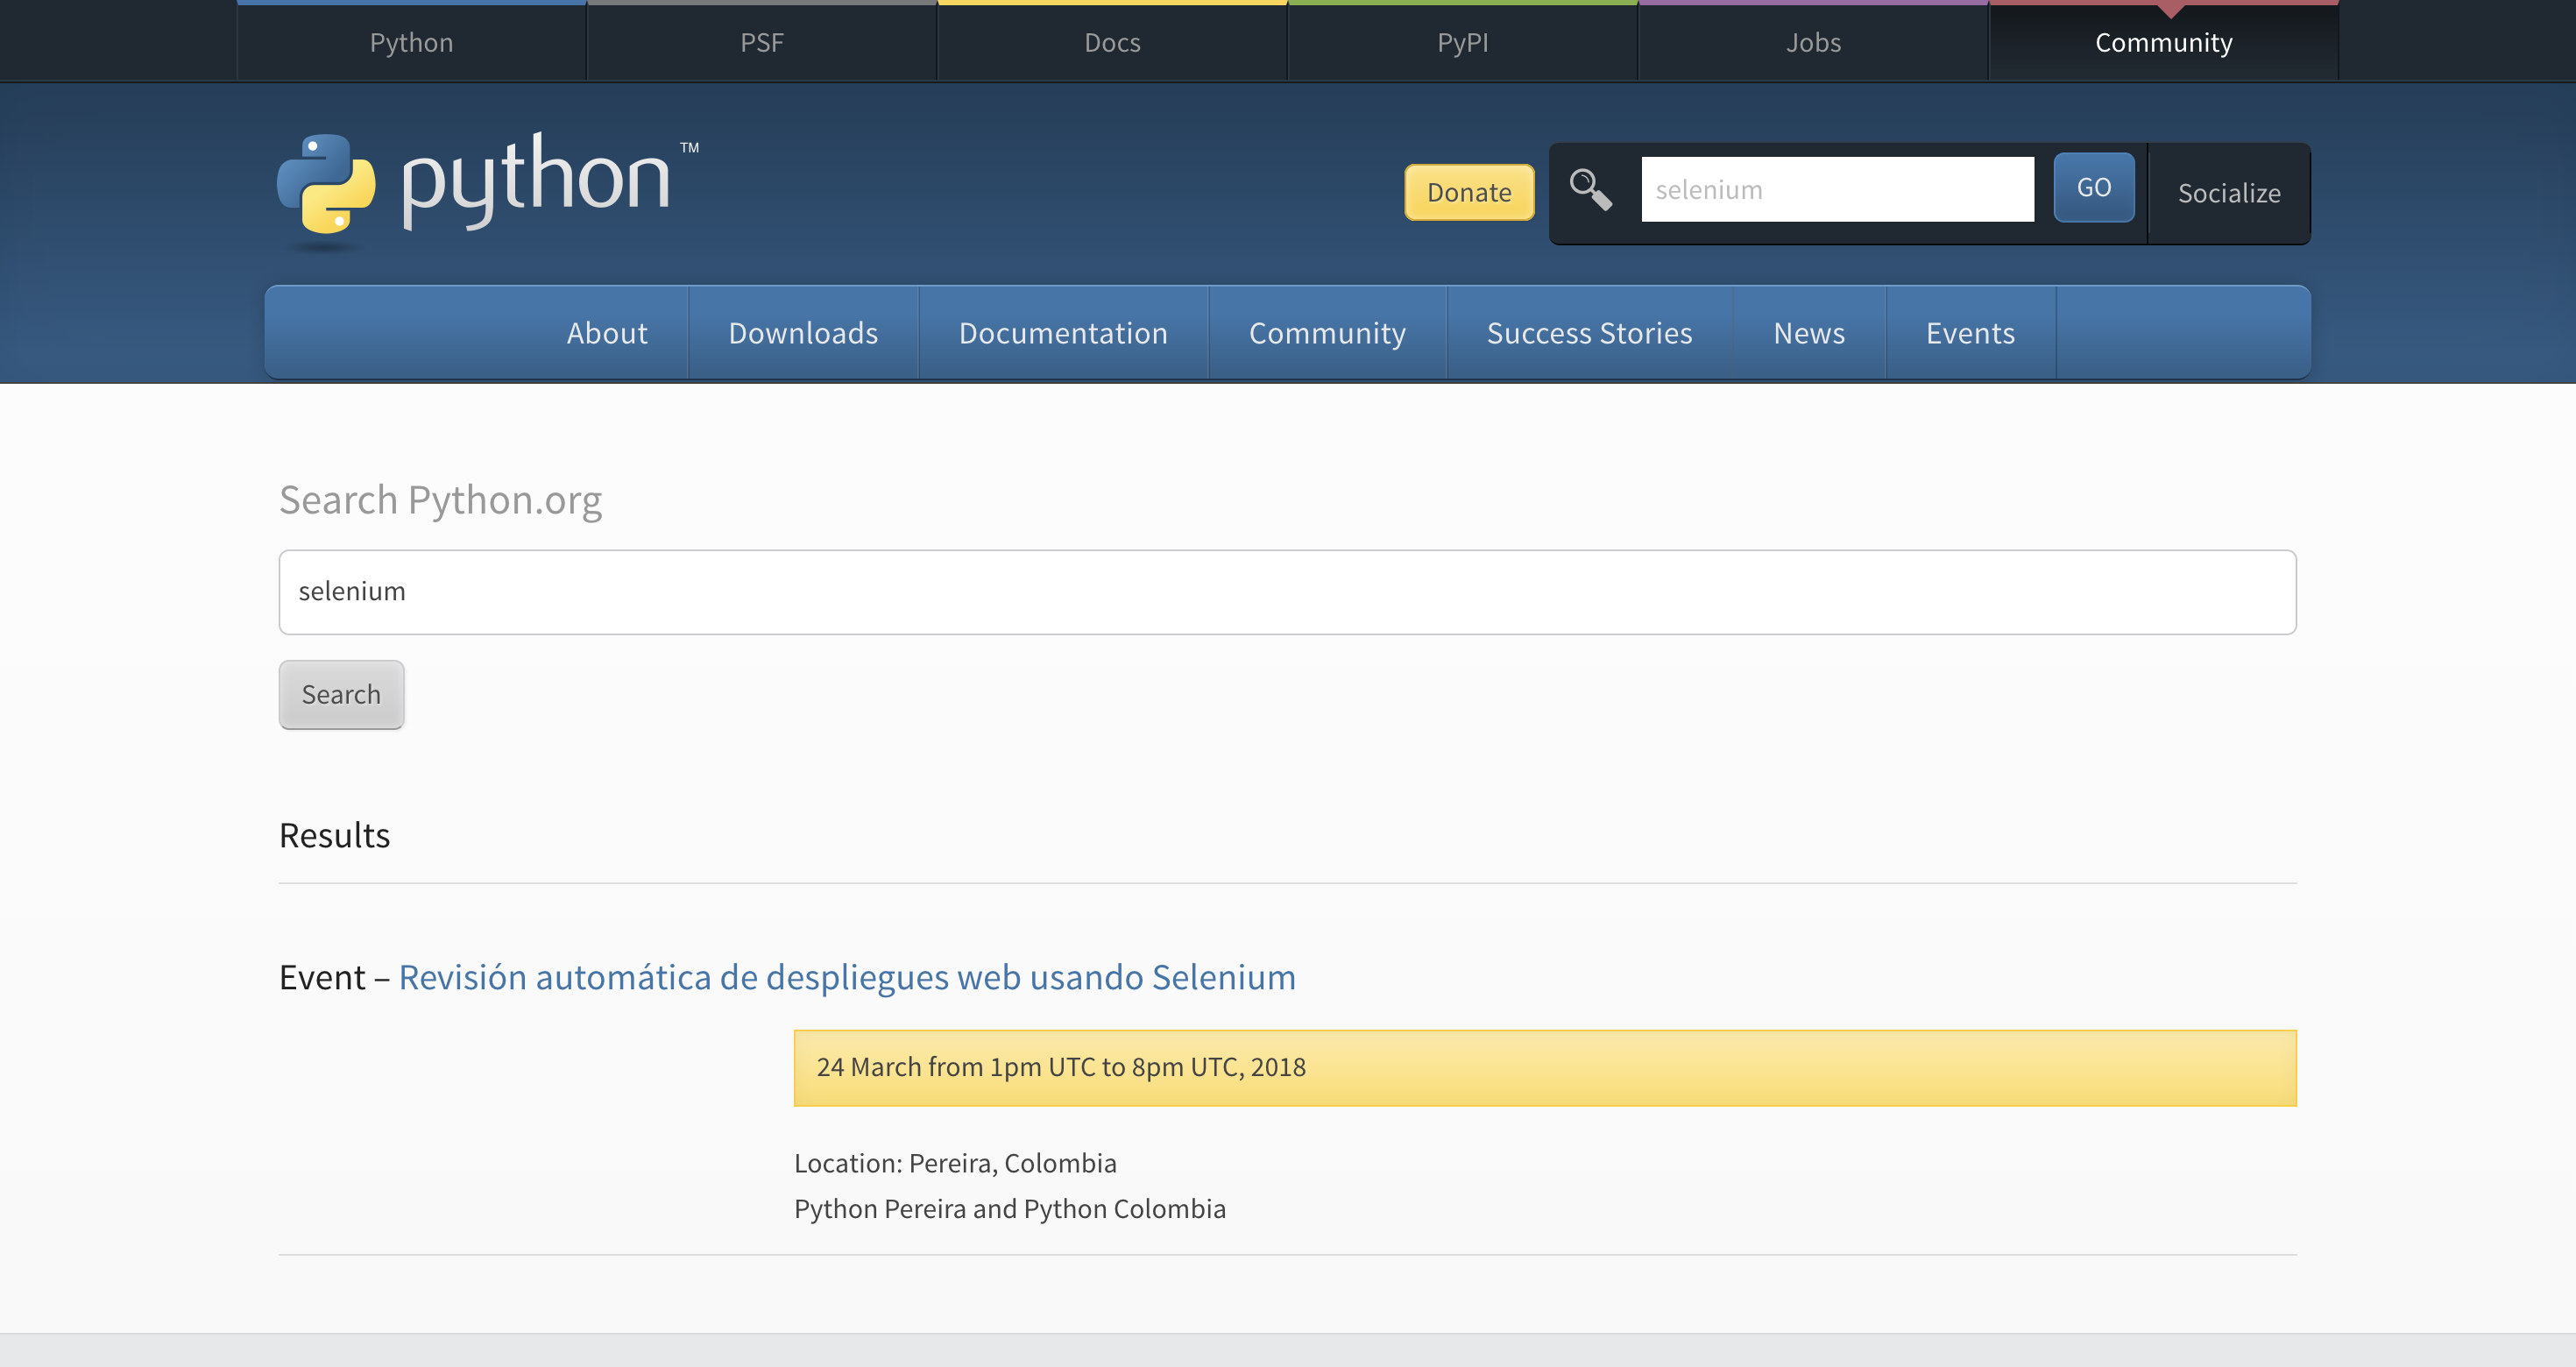 Python PSF Docs PyPI Jobs Community
python TM
Donate selenium GO Socialize
About Downloads Documentation Community Success Stories News Events
Search Python.org
selenium
Search
Results
Event – Revisión automática de despliegues web usando Selenium
24 March from 1pm UTC to 8pm UTC, 2018
Location: Pereira, Colombia
Python Pereira and Python Colombia